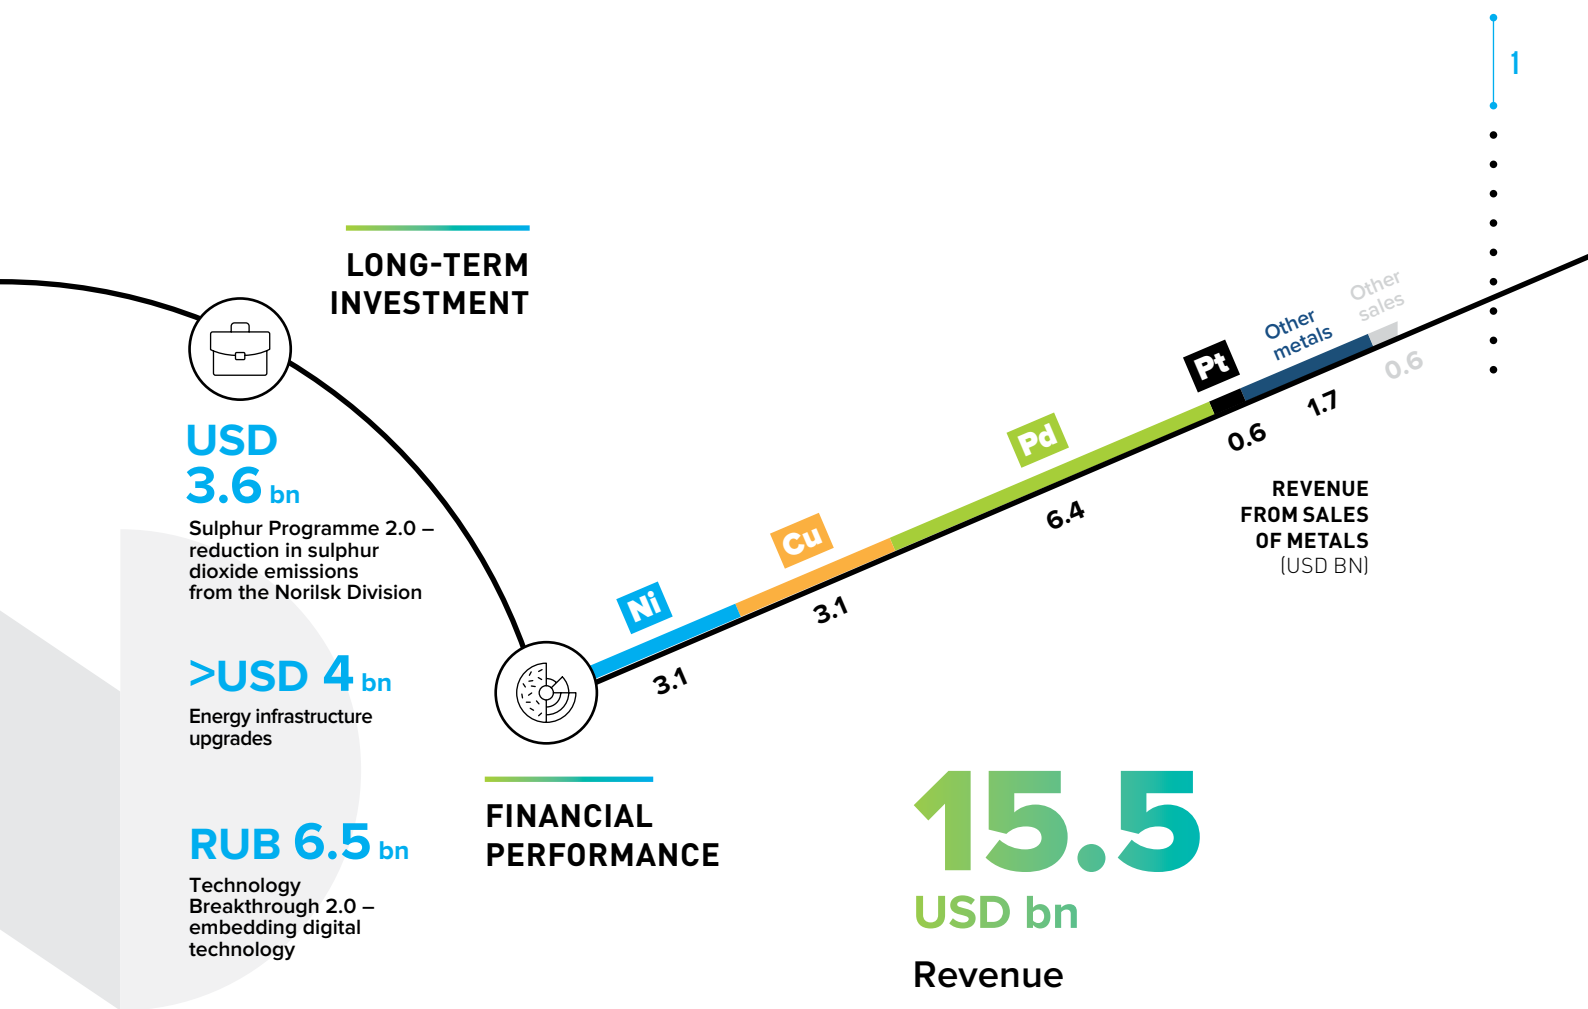 1
LONG-TERM
INVESTMENT
USD
3.6 bn
Sulphur Programme 2.0 –
reduction in sulphur
dioxide emissions
from the Norilsk Division
>USD 4 bn
Energy infrastructure
upgrades
RUB 6.5 bn
Technology
Breakthrough 2.0 –
embedding digital
technology
FINANCIAL
PERFORMANCE
Ni
3.1
Cu
3.1
Pd
6.4
Pt
0.6
Other
metals
1.7
Other
sales
0.6
REVENUE
FROM SALES
OF METALS
(USD BN)
15.5
USD bn
Revenue